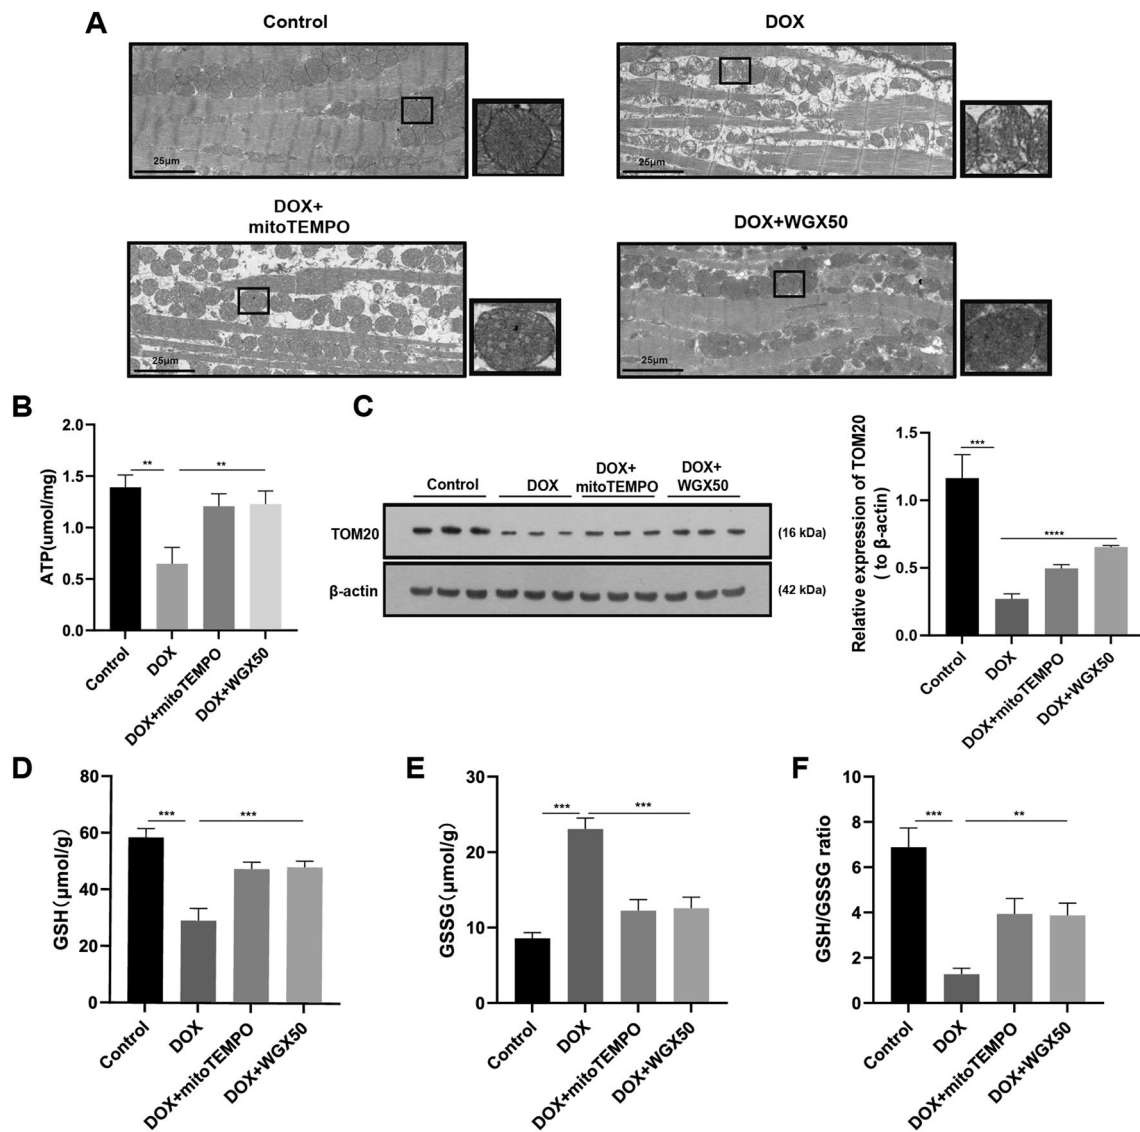 A
Control
DOX
25μm
25μm
DOX+
mitoTEMPO
DOX+WGX50
25μm
25μm
B
ATP(umol/mg)
2.0
1.5
1.0
0.5
0.0
**
**
Control
DOX
DOX+mitoTEMPO
DOX+WGX50
C
Control
DOX
DOX+
mitoTEMPO
DOX+
WGX50
TOM20
(16 kDa)
β-actin
(42 kDa)
Relative expression of TOM20
( to β-actin)
1.5
1.0
0.5
0.0
***
****
Control
DOX
DOX+mitoTEMPO
DOX+WGX50
D
GSH(μmol/g)
80
60
40
20
0
***
***
Control
DOX
DOX+mitoTEMPO
DOX+WGX50
E
GSSG(μmol/g)
30
20
10
0
***
***
Control
DOX
DOX+mitoTEMPO
DOX+WGX50
F
GSH/GSSG ratio
10
8
6
4
2
0
***
**
Control
DOX
DOX+mitoTEMPO
DOX+WGX50